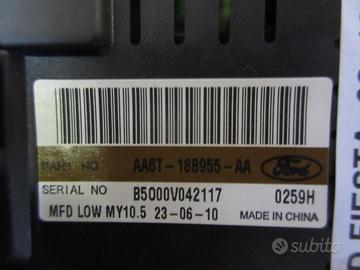 PART NO AA6T-18B955-AA Ford
SERIAL NO B5000V042117 0259H
MFD LOW MY10.5 23-06-10 MADE IN CHINA
subito